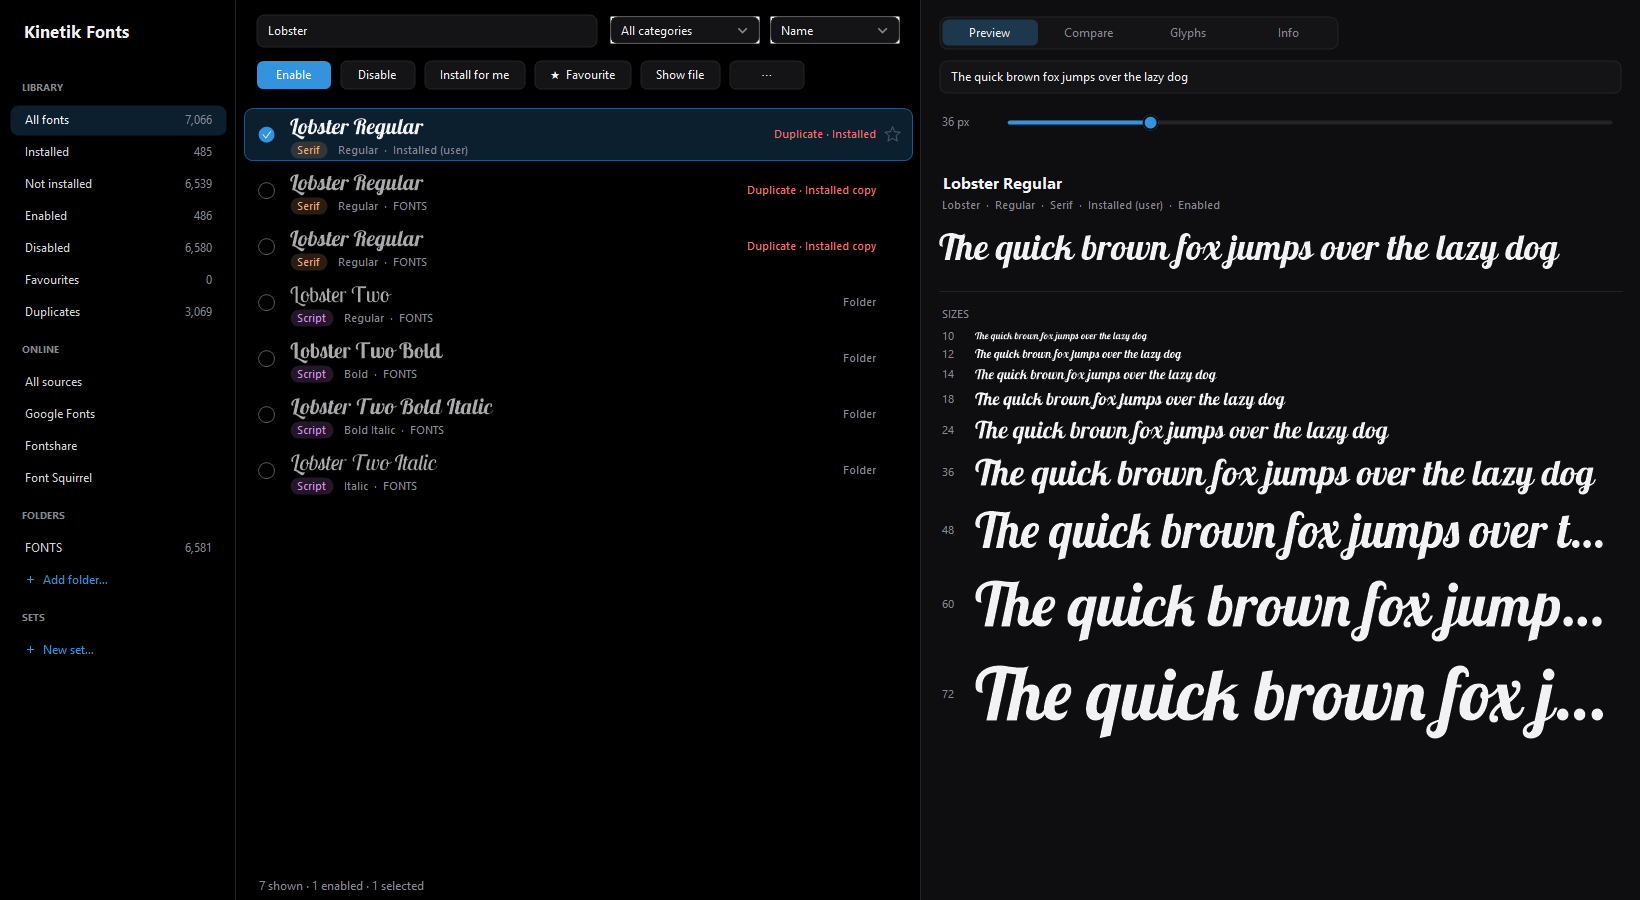 Kinetik Fonts
LIBRARY
All fonts 7,066
Installed 485
Not installed 6,539
Enabled 486
Disabled 6,580
Favourites 0
Duplicates 3,069
ONLINE
All sources
Google Fonts
Fontshare
Font Squirrel
FOLDERS
FONTS 6,581
+ Add folder...
SETS
+ New set...
Lobster
All categories
Name
Enable
Disable
Install for me
★ Favourite
Show file
...
Lobster Regular
Duplicate · Installed
Serif Regular · Installed (user)
Lobster Regular
Duplicate · Installed copy
Serif Regular · FONTS
Lobster Regular
Duplicate · Installed copy
Serif Regular · FONTS
Lobster Two
Folder
Script Regular · FONTS
Lobster Two Bold
Folder
Script Bold · FONTS
Lobster Two Bold Italic
Folder
Script Bold Italic · FONTS
Lobster Two Italic
Folder
Script Italic · FONTS
7 shown · 1 enabled · 1 selected
Preview
Compare
Glyphs
Info
The quick brown fox jumps over the lazy dog
36 px
Lobster Regular
Lobster · Regular · Serif · Installed (user) · Enabled
The quick brown fox jumps over the lazy dog
SIZES
10 The quick brown fox jumps over the lazy dog
12 The quick brown fox jumps over the lazy dog
14 The quick brown fox jumps over the lazy dog
18 The quick brown fox jumps over the lazy dog
24 The quick brown fox jumps over the lazy dog
36 The quick brown fox jumps over the lazy dog
48 The quick brown fox jumps over t...
60 The quick brown fox jump...
72 The quick brown fox j...